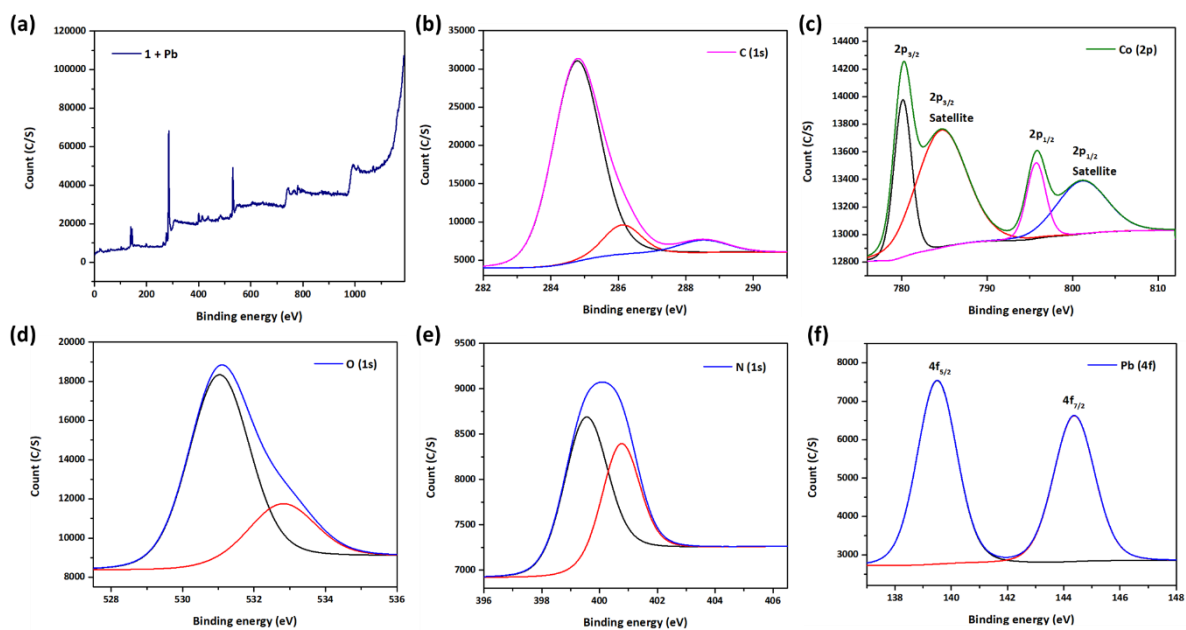 (a)
1 + Pb
120000
100000
80000
60000
40000
20000
0
Count (C/S)
0 200 400 600 800 1000
Binding energy (eV)
(b)
C (1s)
35000
30000
25000
20000
15000
10000
5000
Count (C/S)
282 284 286 288 290
Binding energy (eV)
(c)
Co (2p)
2p3/2
2p3/2
Satellite
2p1/2
2p1/2
Satellite
14400
14200
14000
13800
13600
13400
13200
13000
12800
Count (C/S)
780 790 800 810
Binding energy (eV)
(d)
O (1s)
20000
18000
16000
14000
12000
10000
8000
Count (C/S)
528 530 532 534 536
Binding energy (eV)
(e)
N (1s)
9500
9000
8500
8000
7500
7000
Count (C/S)
396 398 400 402 404 406
Binding energy (eV)
(f)
Pb (4f)
4f5/2
4f7/2
8000
7000
6000
5000
4000
3000
Count (C/S)
138 140 142 144 146 148
Binding energy (eV)